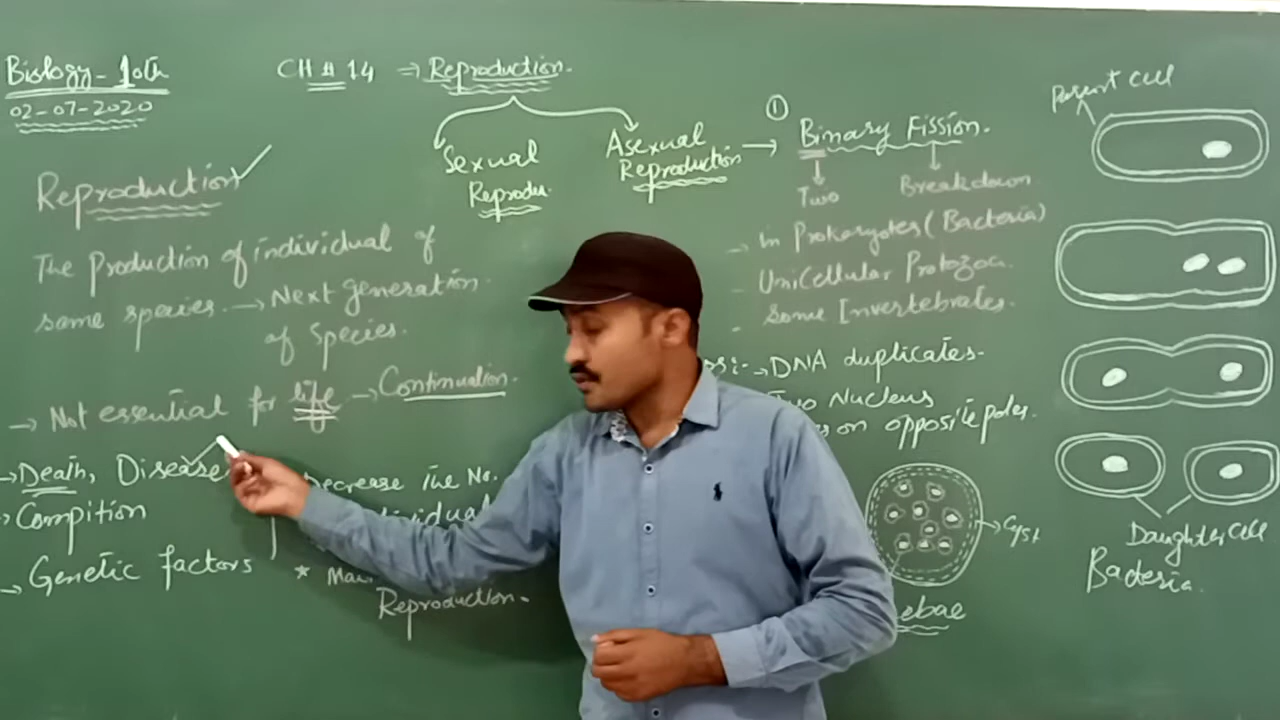 Biology-10th
02-07-2020
CH # 14 ⇒ Reproduction.
Sexual
Reprodu.
Asexual
Reproduction →
Reproduction
The Production of individual of
same species. → Next generation
of Species.
→ Not essential for life → Continuation.
→ Death, Disease
→ Compition
→ Genetic factors
Decrease the No.
* Mai
Reproduction.
① Binary Fission.
Two
Breakdown
→ in Prokaryotes (Bacteria)
- Unicellular Protozoa.
- Some Invertebrates.
:-→ DNA duplicates-
Two Nucleus
on opposite poles.
Cyst
ebae
Parent cell
Daughter Cell
Bacteria.